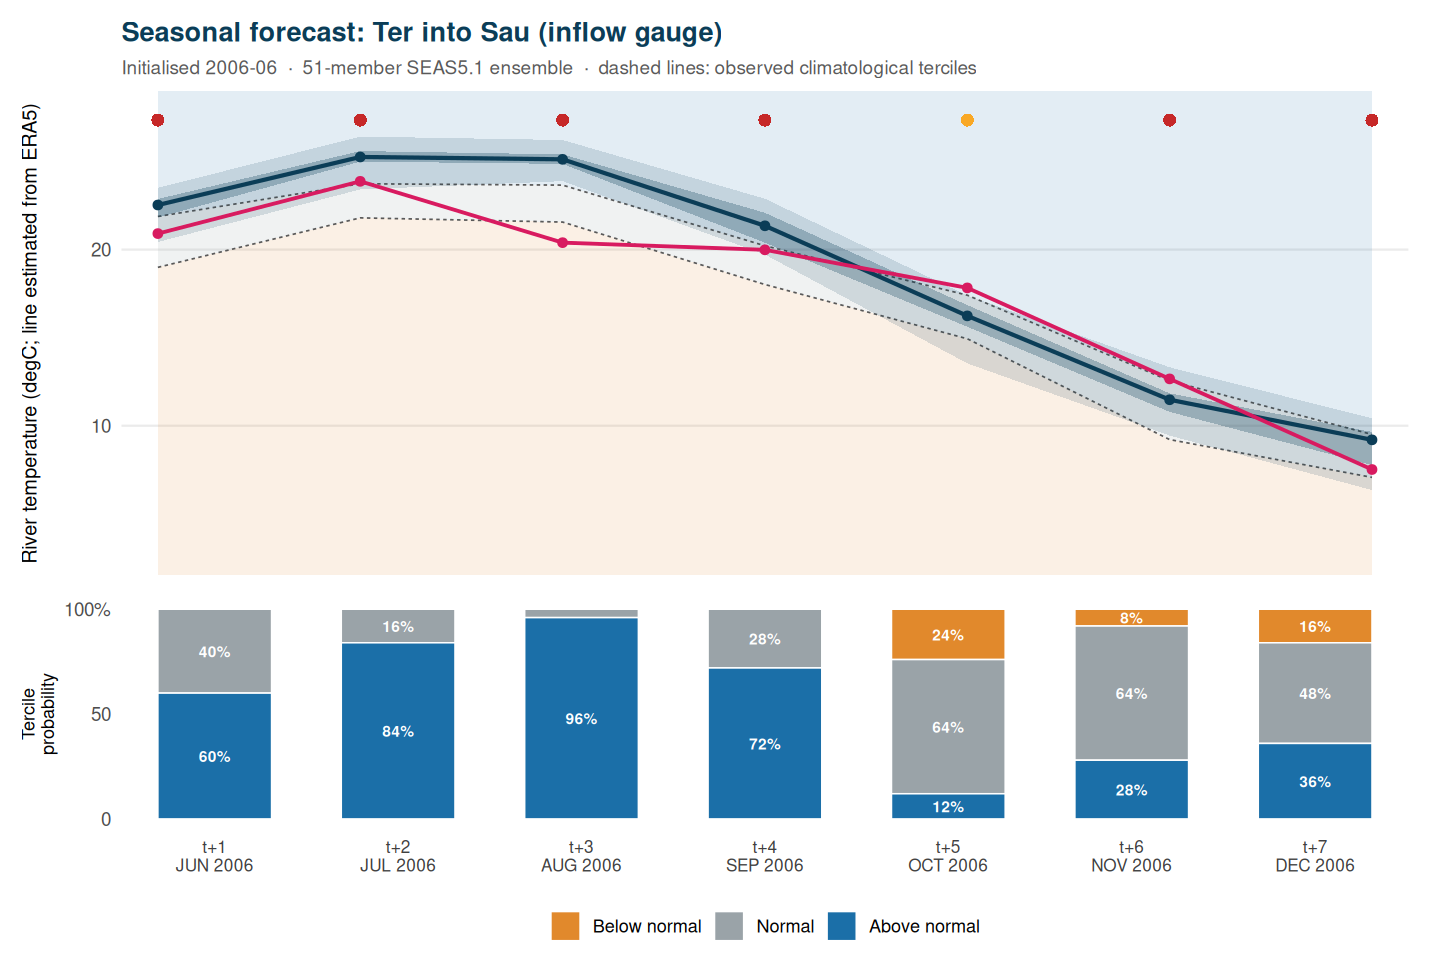 Seasonal forecast: Ter into Sau (inflow gauge)
Initialised 2006-06 · 51-member SEAS5.1 ensemble · dashed lines: observed climatological terciles
River temperature (degC; line estimated from ERA5)
20
10
Tercile
probability
100%
50
0
40%
60%
16%
84%
96%
28%
72%
24%
64%
12%
8%
64%
28%
16%
48%
36%
t+1
JUN 2006
t+2
JUL 2006
t+3
AUG 2006
t+4
SEP 2006
t+5
OCT 2006
t+6
NOV 2006
t+7
DEC 2006
Below normal
Normal
Above normal